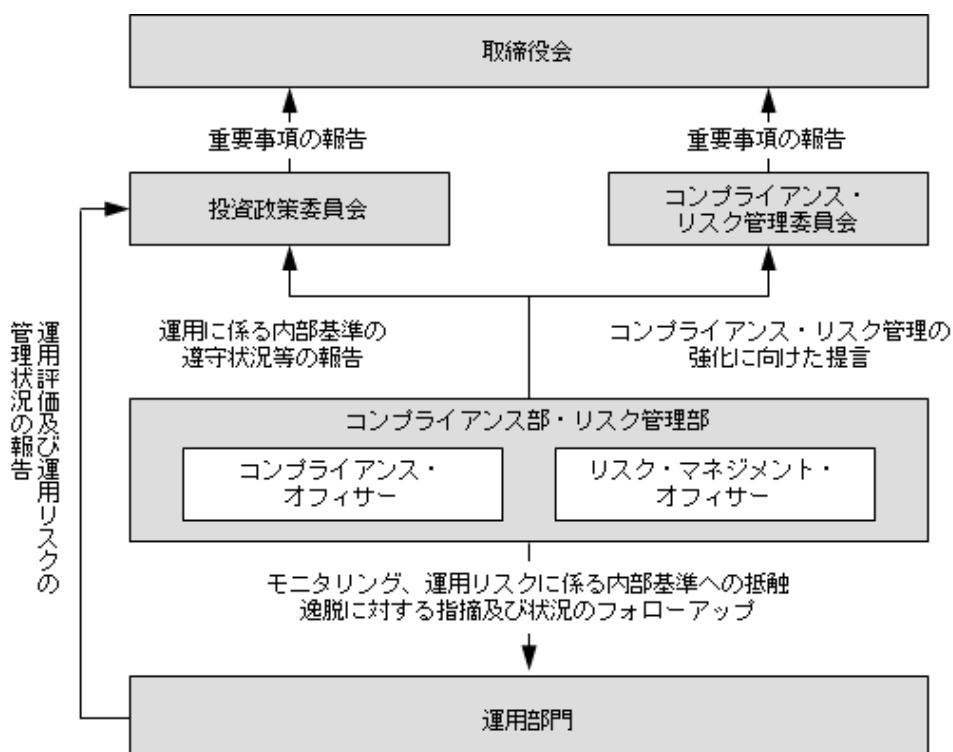 取締役会
重要事項の報告
重要事項の報告
投資政策委員会
コンプライアンス・
リスク管理委員会
運用に係る内部基準の
遵守状況等の報告
コンプライアンス・リスク管理の
強化に向けた提言
運用評価及び運用リスクの
管理状況の報告
コンプライアンス部・リスク管理部
コンプライアンス・
オフィサー
リスク・マネジメント・
オフィサー
モニタリング、運用リスクに係る内部基準への抵触
逸脱に対する指摘及び状況のフォローアップ
運用部門